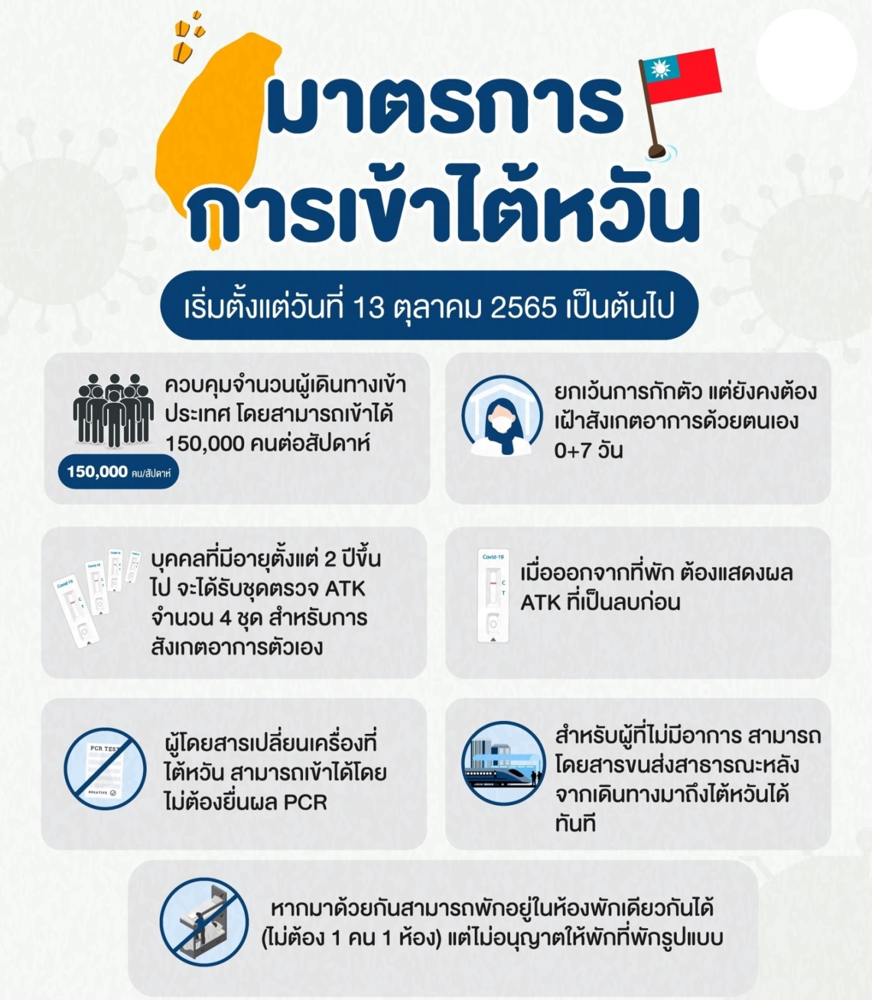 มาตรการ
การเข้าไต้หวัน
เริ่มตั้งแต่วันที่ 13 ตุลาคม 2565 เป็นต้นไป
ควบคุมจำนวนผู้เดินทางเข้า
ประเทศ โดยสามารถเข้าได้
150,000 คนต่อสัปดาห์
150,000 คน/สัปดาห์
ยกเว้นการกักตัว แต่ยังคงต้อง
เฝ้าสังเกตอาการด้วยตนเอง
0+7 วัน
Covid-19
C
T
Covid-19
C
T
Covid-19
C
T
Covid-19
บุคคลที่มีอายุตั้งแต่ 2 ปีขึ้น
ไป จะได้รับชุดตรวจ ATK
จำนวน 4 ชุด สำหรับการ
สังเกตอาการตัวเอง
Covid-19
C
T
เมื่อออกจากที่พัก ต้องแสดงผล
ATK ที่เป็นลบก่อน
PCR TEST
NEGATIVE
ผู้โดยสารเปลี่ยนเครื่องที่
ไต้หวัน สามารถเข้าได้โดย
ไม่ต้องยื่นผล PCR
สำหรับผู้ที่ไม่มีอาการ สามารถ
โดยสารขนส่งสาธารณะหลัง
จากเดินทางมาถึงไต้หวันได้
ทันที
หากมาด้วยกันสามารถพักอยู่ในห้องพักเดียวกันได้
(ไม่ต้อง 1 คน 1 ห้อง) แต่ไม่อนุญาตให้พักที่พักรูปแบบ